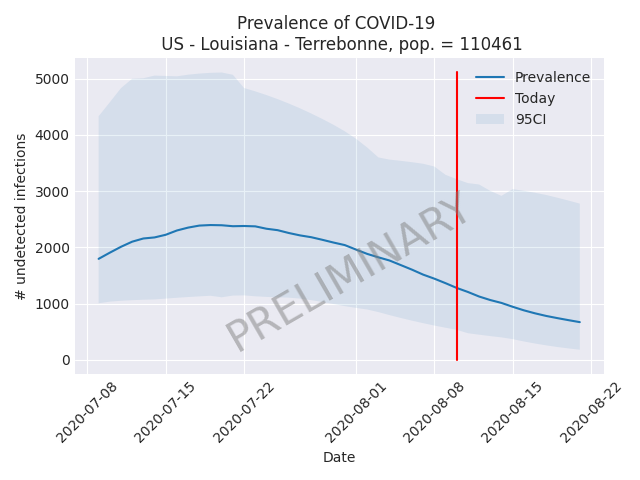 Prevalence of COVID-19
US - Louisiana - Terrebonne, pop. = 110461
5000
4000
3000
2000
1000
0
# undetected infections
Prevalence
Today
95CI
PRELIMINARY
2020-07-08
2020-07-15
2020-07-22
2020-08-01
2020-08-08
2020-08-15
2020-08-22
Date